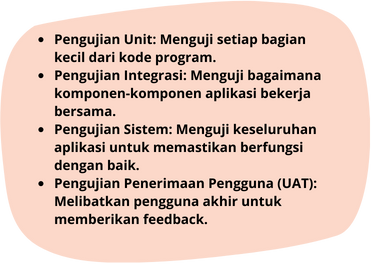 • Pengujian Unit: Menguji setiap bagian
kecil dari kode program.
• Pengujian Integrasi: Menguji bagaimana
komponen-komponen aplikasi bekerja
bersama.
• Pengujian Sistem: Menguji keseluruhan
aplikasi untuk memastikan berfungsi
dengan baik.
• Pengujian Penerimaan Pengguna (UAT):
Melibatkan pengguna akhir untuk
memberikan feedback.